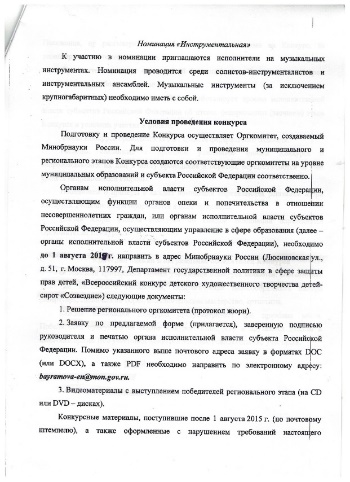 Номинация «Инструментальная»
К участию в номинации приглашаются исполнители на музыкальных
инструментах. Номинация проводится среди солистов-инструменталистов и
инструментальных ансамблей. Музыкальные инструменты (за исключением
крупногабаритных) необходимо иметь с собой.
Условия проведения конкурса
Подготовку и проведение Конкурса осуществляет Оргкомитет, создаваемый
Минобрнауки России. Для подготовки и проведения муниципального и
регионального этапов Конкурса создаются соответствующие оргкомитеты на уровне
муниципальных образований и субъекта Российской Федерации соответственно.
Органам исполнительной власти субъектов Российской Федерации,
осуществляющим функции органов опеки и попечительства в отношении
несовершеннолетних граждан, или органам исполнительной власти субъектов
Российской Федерации, осуществляющим управление в сфере образования (далее –
органы исполнительной власти субъектов Российской Федерации), необходимо
до 1 августа 2015 г. направить в адрес Минобрнауки России (Люсиновская ул.,
д. 51, г. Москва, 117997, Департамент государственной политики в сфере защиты
прав детей, «Всероссийский конкурс детского художественного творчества детей-
сирот «Созвездие») следующие документы:
1. Решение регионального оргкомитета (протокол жюри).
2. Заявку по предлагаемой форме (прилагается), заверенную подписью
руководителя и печатью органа исполнительной власти субъекта Российской
Федерации. Помимо указанного выше почтового адреса заявку в форматах DOC
(или DOCX), а также PDF необходимо направить по электронному адресу:
bayramova-en@mon.gov.ru.
3. Видеоматериалы с выступлением победителей регионального этапа (на CD
или DVD – дисках).
Конкурсные материалы, поступившие после 1 августа 2015 г. (по почтовому
штемпелю), а также оформленные с нарушением требований настоящего